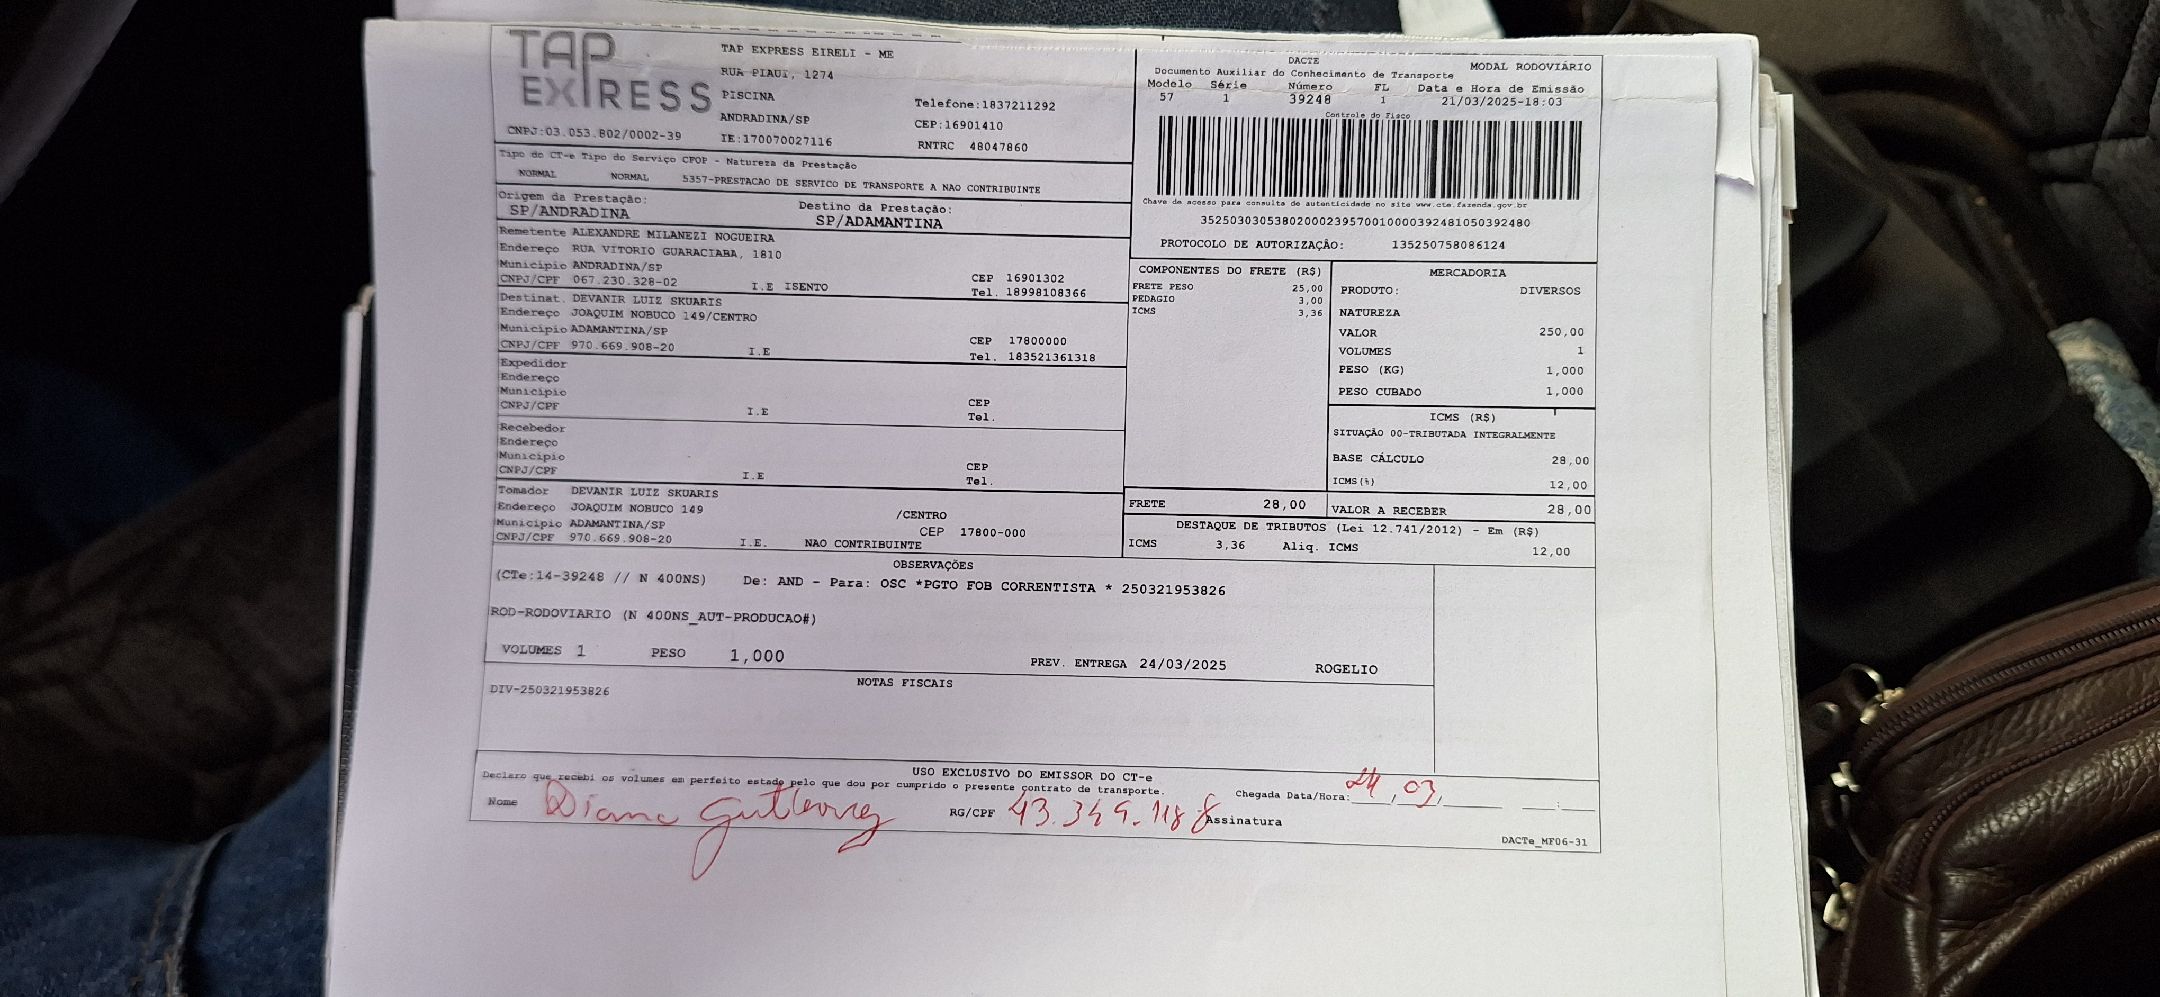 TAP EXPRESS
TAP EXPRESS EIRELI - ME
RUA PIAUI, 1274
PISCINA
Telefone:1837211292
ANDRADINA/SP
CEP:16901410
CNPJ:03.053.802/0002-39
IE:170070027116
RNTRC 48047860
DACTE
MODAL RODOVIÁRIO
Documento Auxiliar do Conhecimento de Transporte
Modelo Série Número FL Data e Hora de Emissão
57 1 39248 1 21/03/2025-18:03
Controle do Fisco
Chave de acesso para consulta de autenticidade no site www.cte.fazenda.gov.br
35250303053802000239570010000392481050392480
PROTOCOLO DE AUTORIZAÇÃO: 135250758086124
Tipo do CT-e Tipo do Serviço CFOP - Natureza da Prestação
NORMAL NORMAL 5357-PRESTACAO DE SERVICO DE TRANSPORTE A NAO CONTRIBUINTE
Origem da Prestação: Destino da Prestação:
SP/ANDRADINA SP/ADAMANTINA
Remetente ALEXANDRE MILANEZI NOGUEIRA
Endereço RUA VITORIO GUARACIABA, 1810
Município ANDRADINA/SP CEP 16901302
CNPJ/CPF 067.230.328-02 I.E ISENTO Tel. 18998108366
Destinat. DEVANIR LUIZ SKUARIS
Endereço JOAQUIM NOBUCO 149/CENTRO
Município ADAMANTINA/SP CEP 17800000
CNPJ/CPF 970.669.908-20 I.E Tel. 183521361318
Expedidor
Endereço
Município CEP
CNPJ/CPF I.E Tel.
Recebedor
Endereço
Município CEP
CNPJ/CPF I.E Tel.
Tomador DEVANIR LUIZ SKUARIS
Endereço JOAQUIM NOBUCO 149 /CENTRO
Município ADAMANTINA/SP CEP 17800-000
CNPJ/CPF 970.669.908-20 I.E. NAO CONTRIBUINTE
COMPONENTES DO FRETE (R$)
FRETE PESO 25,00
PEDAGIO 3,00
ICMS 3,36
MERCADORIA
PRODUTO: DIVERSOS
NATUREZA
VALOR 250,00
VOLUMES 1
PESO (KG) 1,000
PESO CUBADO 1,000
ICMS (R$)
SITUAÇÃO 00-TRIBUTADA INTEGRALMENTE
BASE CÁLCULO 28,00
ICMS(%) 12,00
FRETE 28,00 VALOR A RECEBER 28,00
DESTAQUE DE TRIBUTOS (Lei 12.741/2012) - Em (R$)
ICMS 3,36 Aliq. ICMS 12,00
OBSERVAÇÕES
(CTe:14-39248 // N 400NS) De: AND - Para: OSC *PGTO FOB CORRENTISTA * 250321953826
ROD-RODOVIARIO (N 400NS_AUT-PRODUCAO#)
VOLUMES 1 PESO 1,000 PREV. ENTREGA 24/03/2025 ROGELIO
NOTAS FISCAIS
DIV-250321953826
USO EXCLUSIVO DO EMISSOR DO CT-e
Declaro que recebi os volumes em perfeito estado pelo que dou por cumprido o presente contrato de transporte.
Chegada Data/Hora: 24, 03,
Nome Diana Gutierrez RG/CPF 43.349.118-8 Assinatura
DACTe_MF06-31